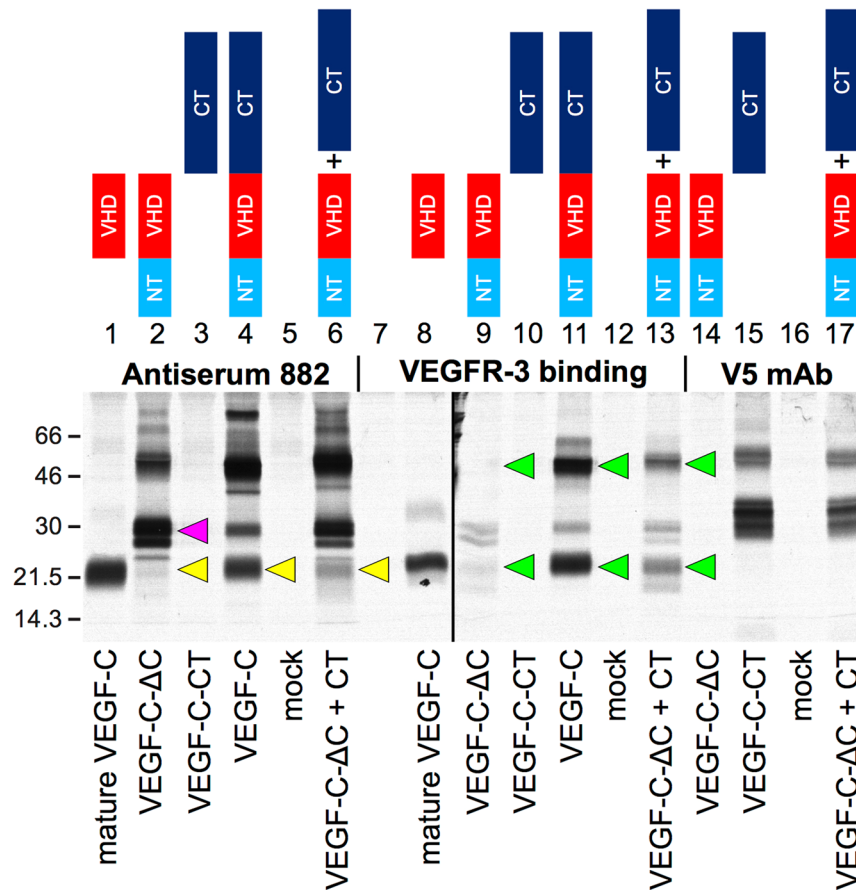 CT CT CT CT CT CT CT
+ + +
VHD VHD VHD VHD VHD VHD VHD VHD VHD VHD
NT NT NT NT NT NT NT NT
1 2 3 4 5 6 7 8 9 10 11 12 13 14 15 16 17
Antiserum 882 | VEGFR-3 binding | V5 mAb
66
46
30
21.5
14.3
mature VEGF-C
VEGF-C-ΔC
VEGF-C-CT
VEGF-C
mock
VEGF-C-ΔC + CT
mature VEGF-C
VEGF-C-ΔC
VEGF-C-CT
VEGF-C
mock
VEGF-C-ΔC + CT
VEGF-C-ΔC
VEGF-C-CT
mock
VEGF-C-ΔC + CT